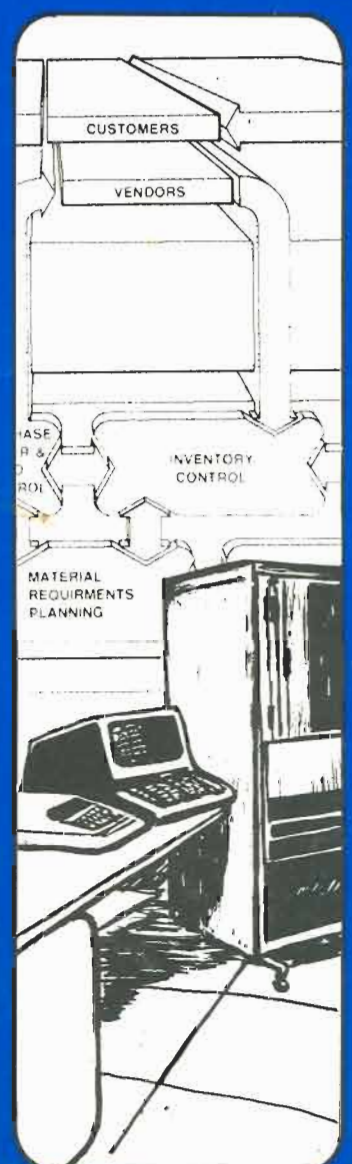 CUSTOMERS
VENDORS
INVENTORY
CONTROL
MATERIAL
REQUIRMENTS
PLANNING